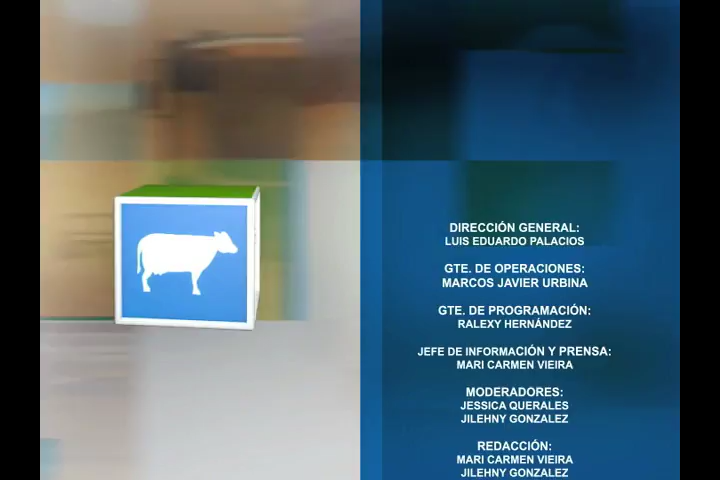 DIRECCIÓN GENERAL:
LUIS EDUARDO PALACIOS
GTE. DE OPERACIONES:
MARCOS JAVIER URBINA
GTE. DE PROGRAMACIÓN:
RALEXY HERNÁNDEZ
JEFE DE INFORMACIÓN Y PRENSA:
MARI CARMEN VIEIRA
MODERADORES:
JESSICA QUERALES
JILEHNY GONZALEZ
REDACCIÓN:
MARI CARMEN VIEIRA
JILEHNY GONZALEZ